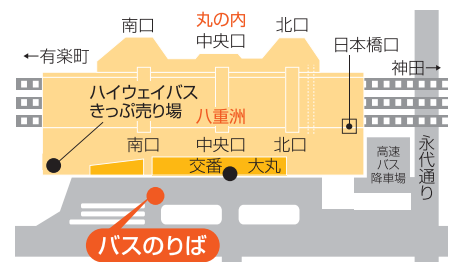 丸の内
南口
中央口
北口
←有楽町
日本橋口
神田→
ハイウェイバス
きっぷ売り場
八重洲
南口
中央口
北口
交番
大丸
高速
バス
降車場
永代通り
バスのりば